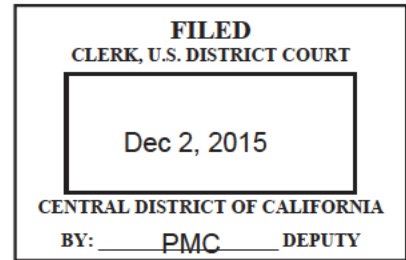 FILED
CLERK, U.S. DISTRICT COURT
Dec 2, 2015
CENTRAL DISTRICT OF CALIFORNIA
BY: PMC DEPUTY